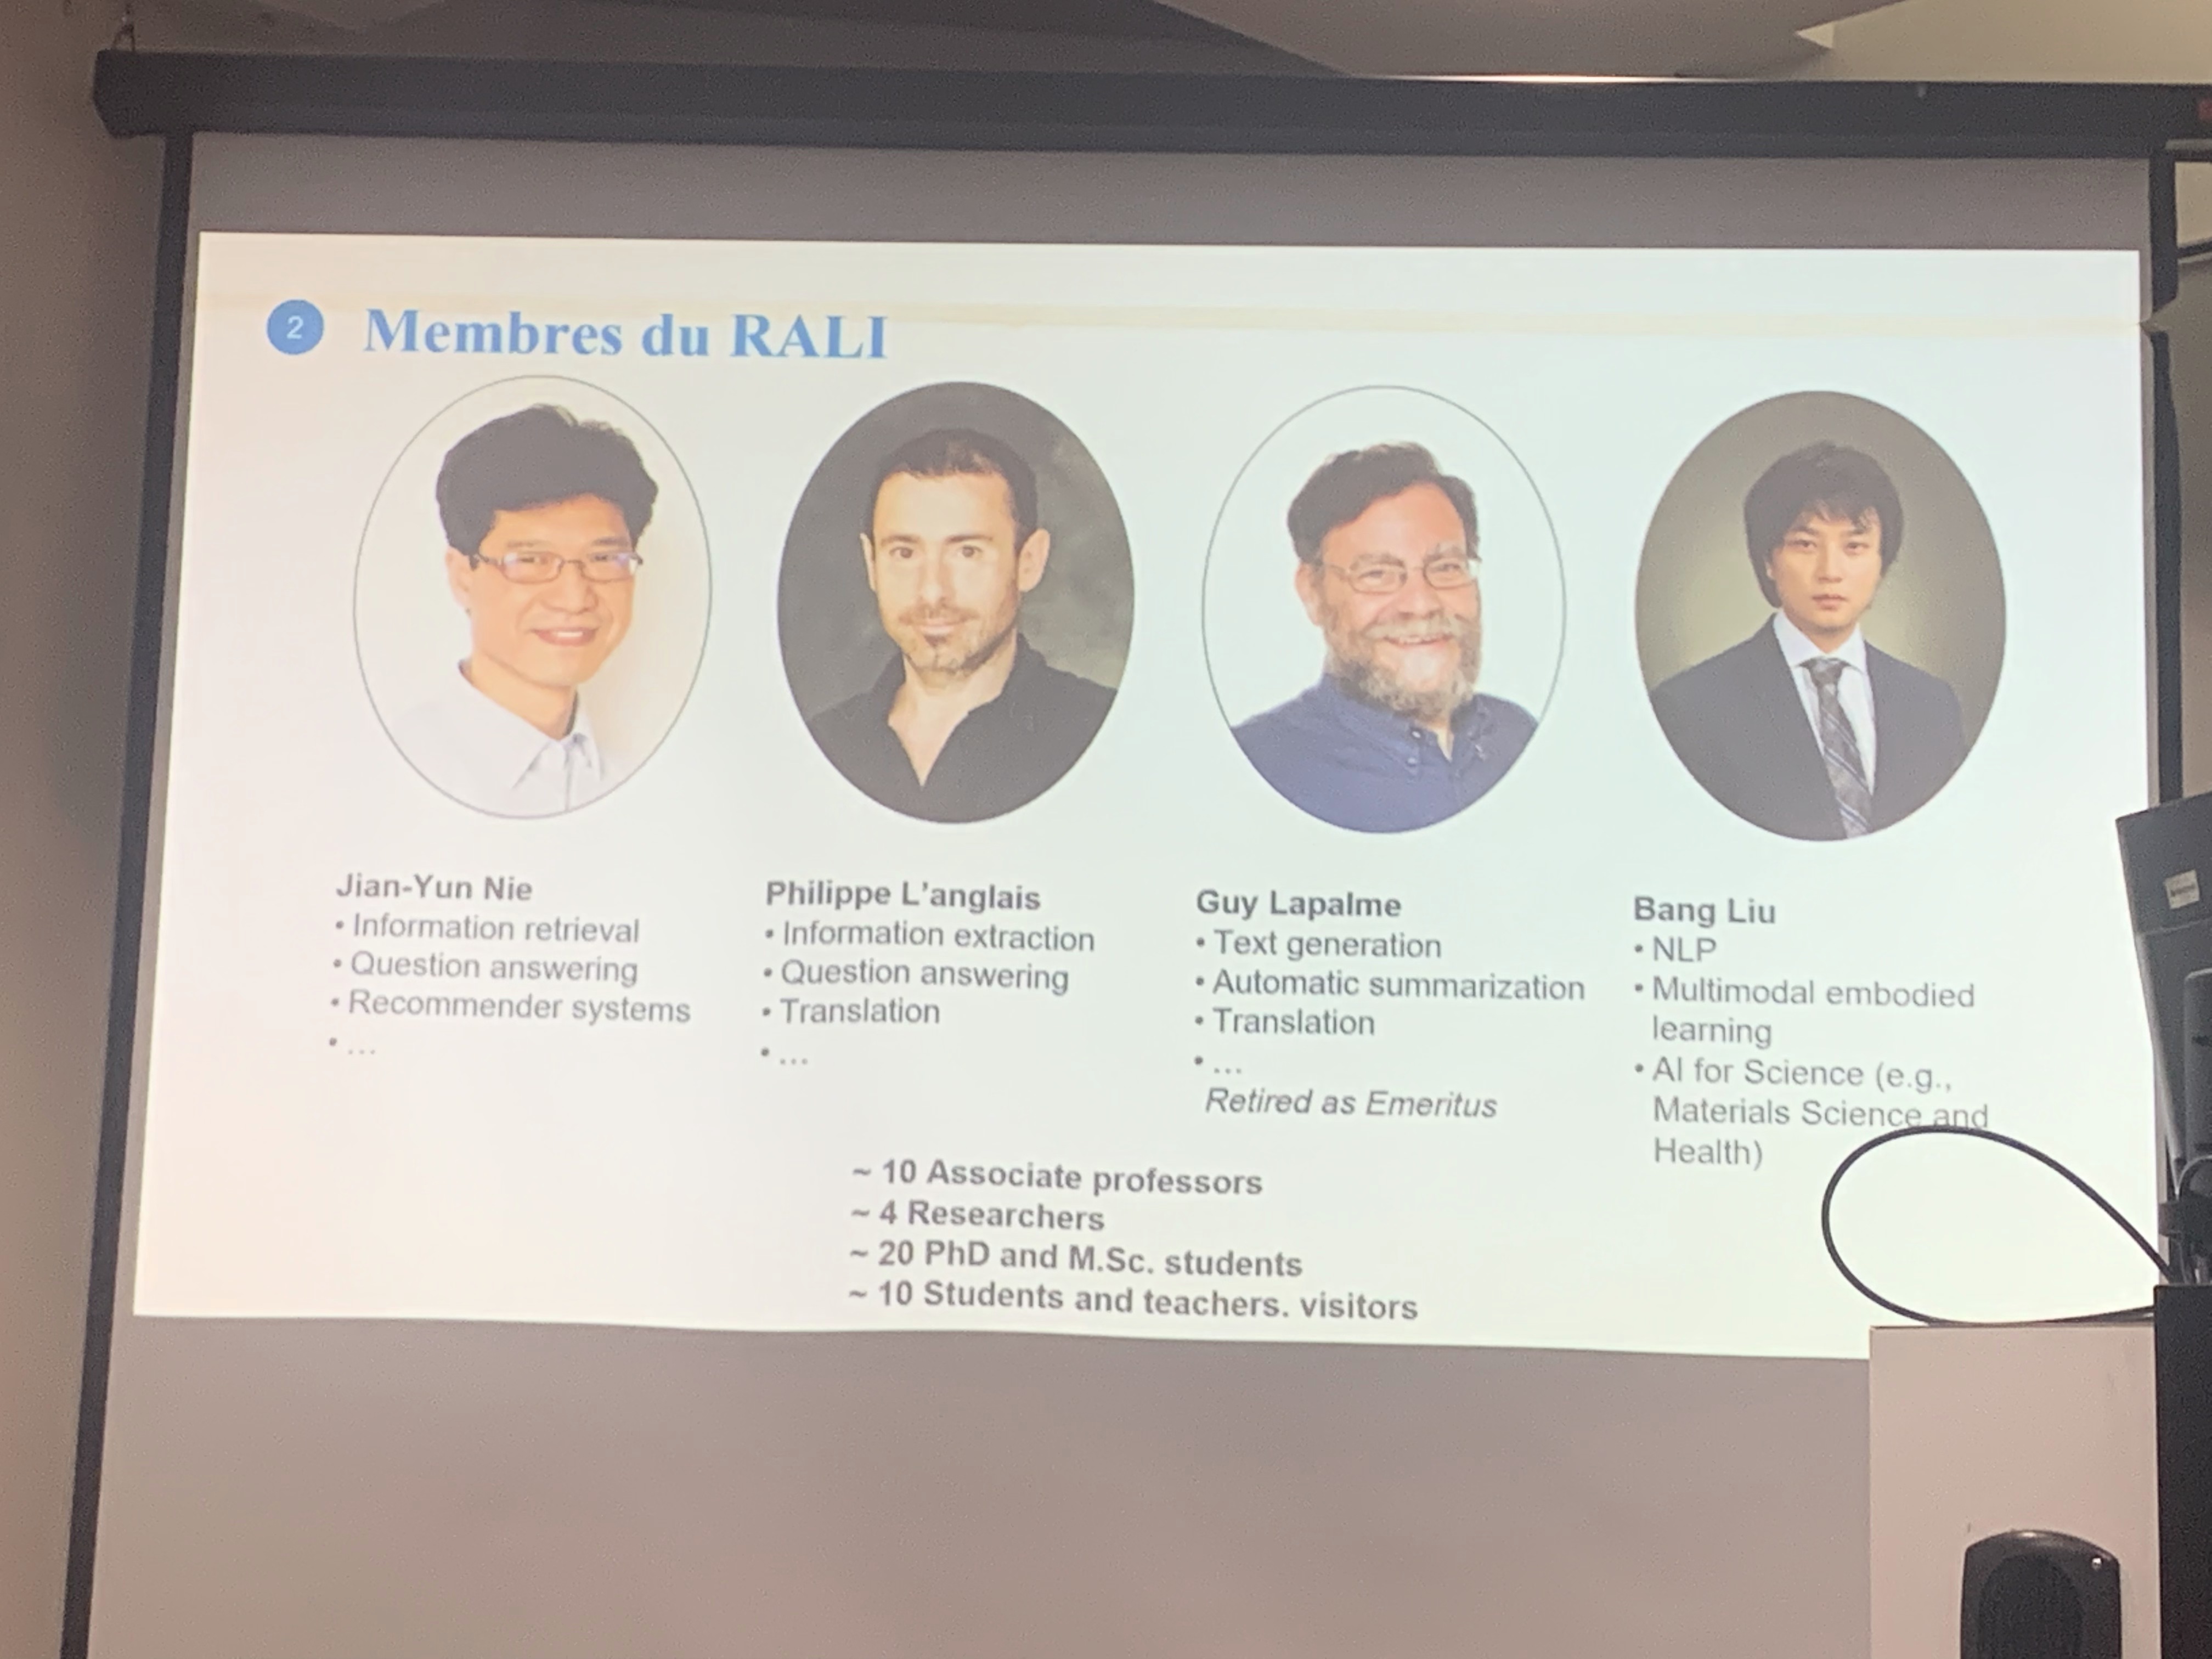 2
Membres du RALI
Jian-Yun Nie
• Information retrieval
• Question answering
• Recommender systems
• ...
Philippe L'anglais
• Information extraction
• Question answering
• Translation
• ...
Guy Lapalme
• Text generation
• Automatic summarization
• Translation
• ...
Retired as Emeritus
Bang Liu
• NLP
• Multimodal embodied
learning
• AI for Science (e.g.,
Materials Science and
Health)
~ 10 Associate professors
~ 4 Researchers
~ 20 PhD and M.Sc. students
~ 10 Students and teachers. visitors